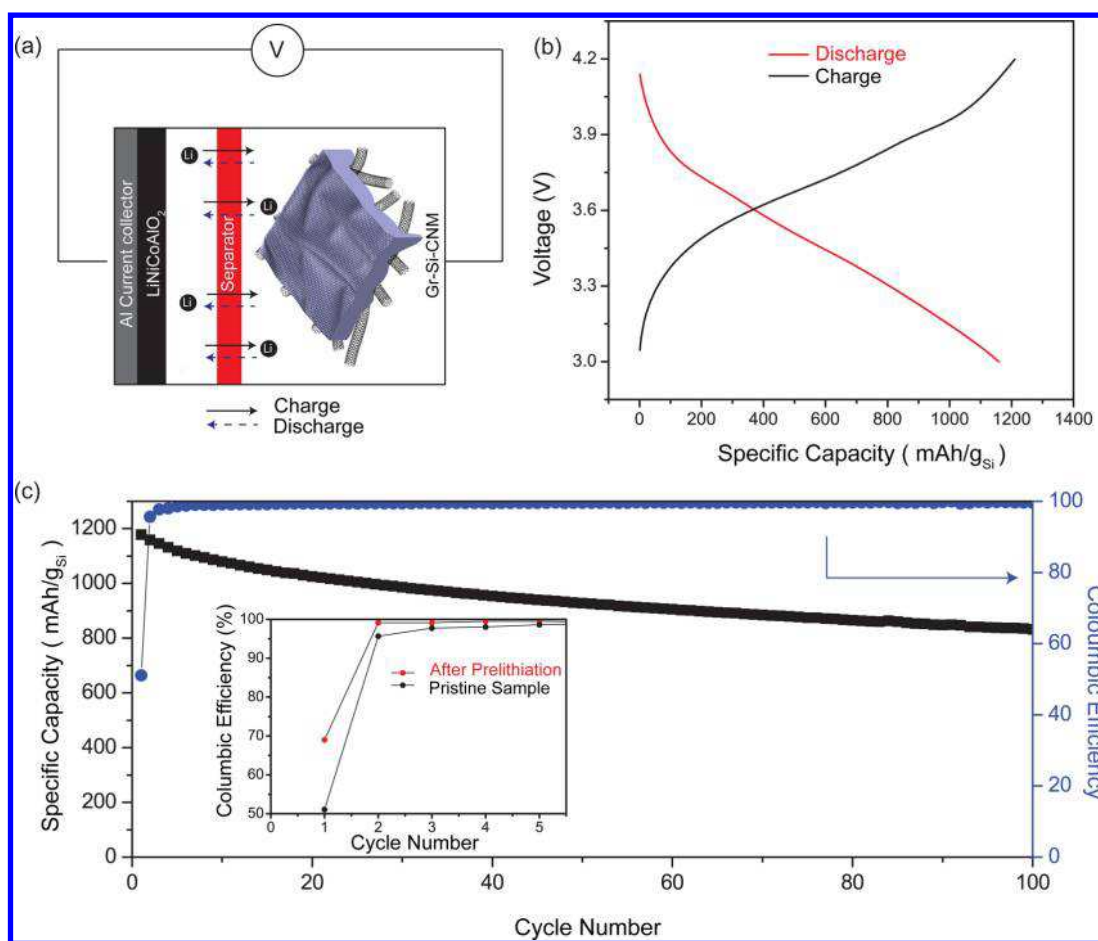 (a)
V
Al Current collector
LiNiCoAlO2
Separator
Gr-Si-CNM
Li
Li
Li
Li
Charge
Discharge
(b)
Discharge
Charge
4.2
3.9
3.6
3.3
3.0
Voltage (V)
0 200 400 600 800 1000 1200 1400
Specific Capacity ( mAh/gSi)
(c)
1200
1000
800
600
400
200
0
Specific Capacity ( mAh/gSi)
100
80
60
40
20
0
Coloumbic Efficiency
0 20 40 60 80 100
Cycle Number
100
90
80
70
60
50
Columbic Efficiency (%)
After Prelithiation
Pristine Sample
0 1 2 3 4 5
Cycle Number